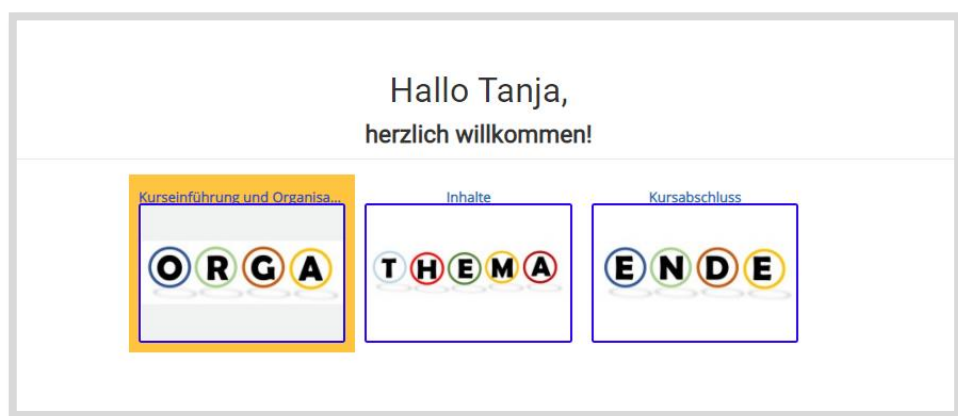 Hallo Tanja,
herzlich willkommen!
Kurseinführung und Organisa...
Inhalte
Kursabschluss
ORGA
THEMA
ENDE